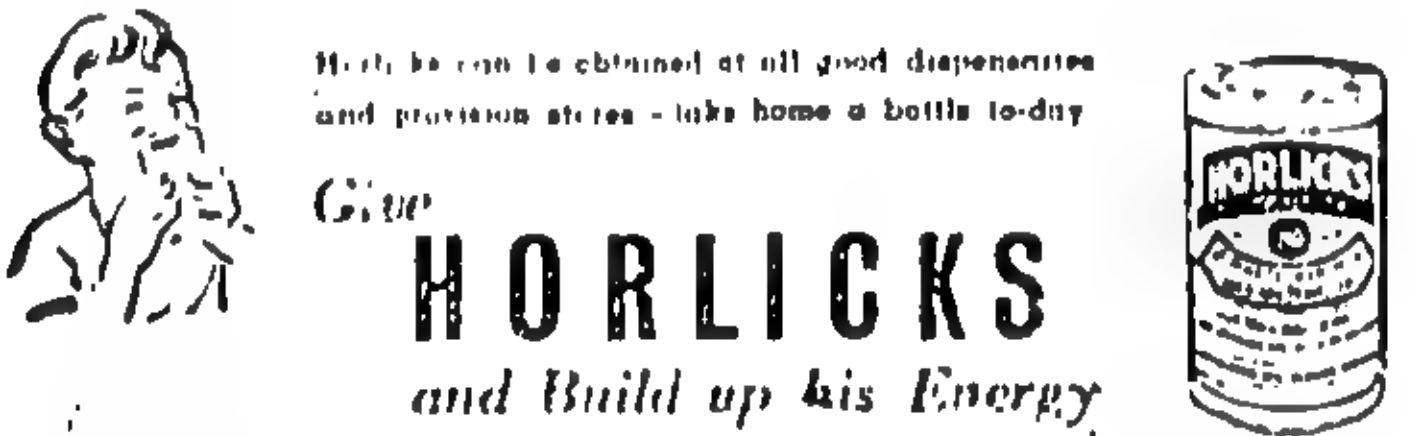 Horlicks can be obtained at all good dispensaries
and provision stores - take home a bottle to-day
Give
HORLICKS
and Build up his Energy
HORLICKS